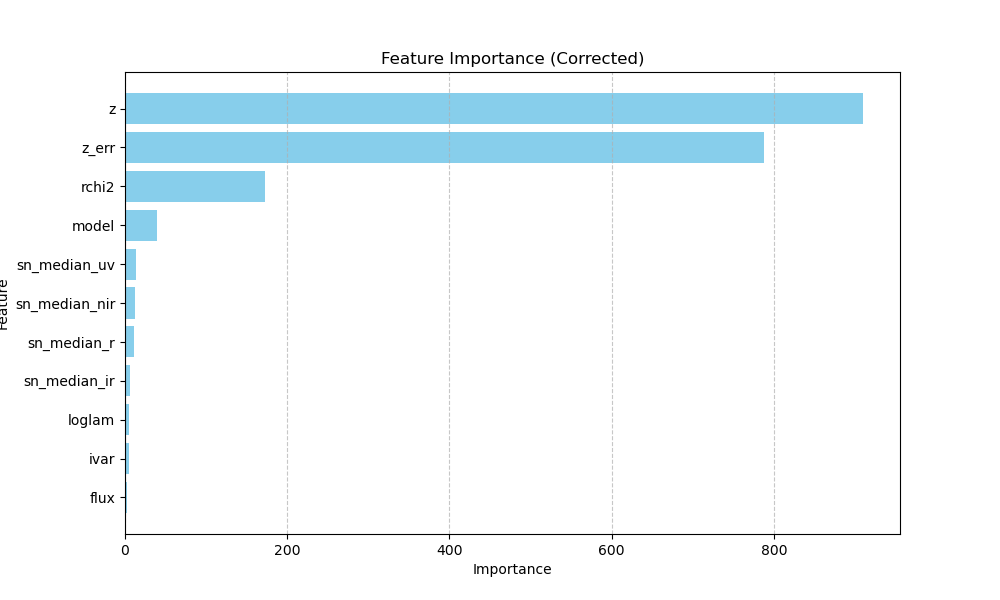 Feature Importance (Corrected)
z
z_err
rchi2
model
sn_median_uv
sn_median_nir
sn_median_r
sn_median_ir
loglam
ivar
flux
Feature
0 200 400 600 800
Importance